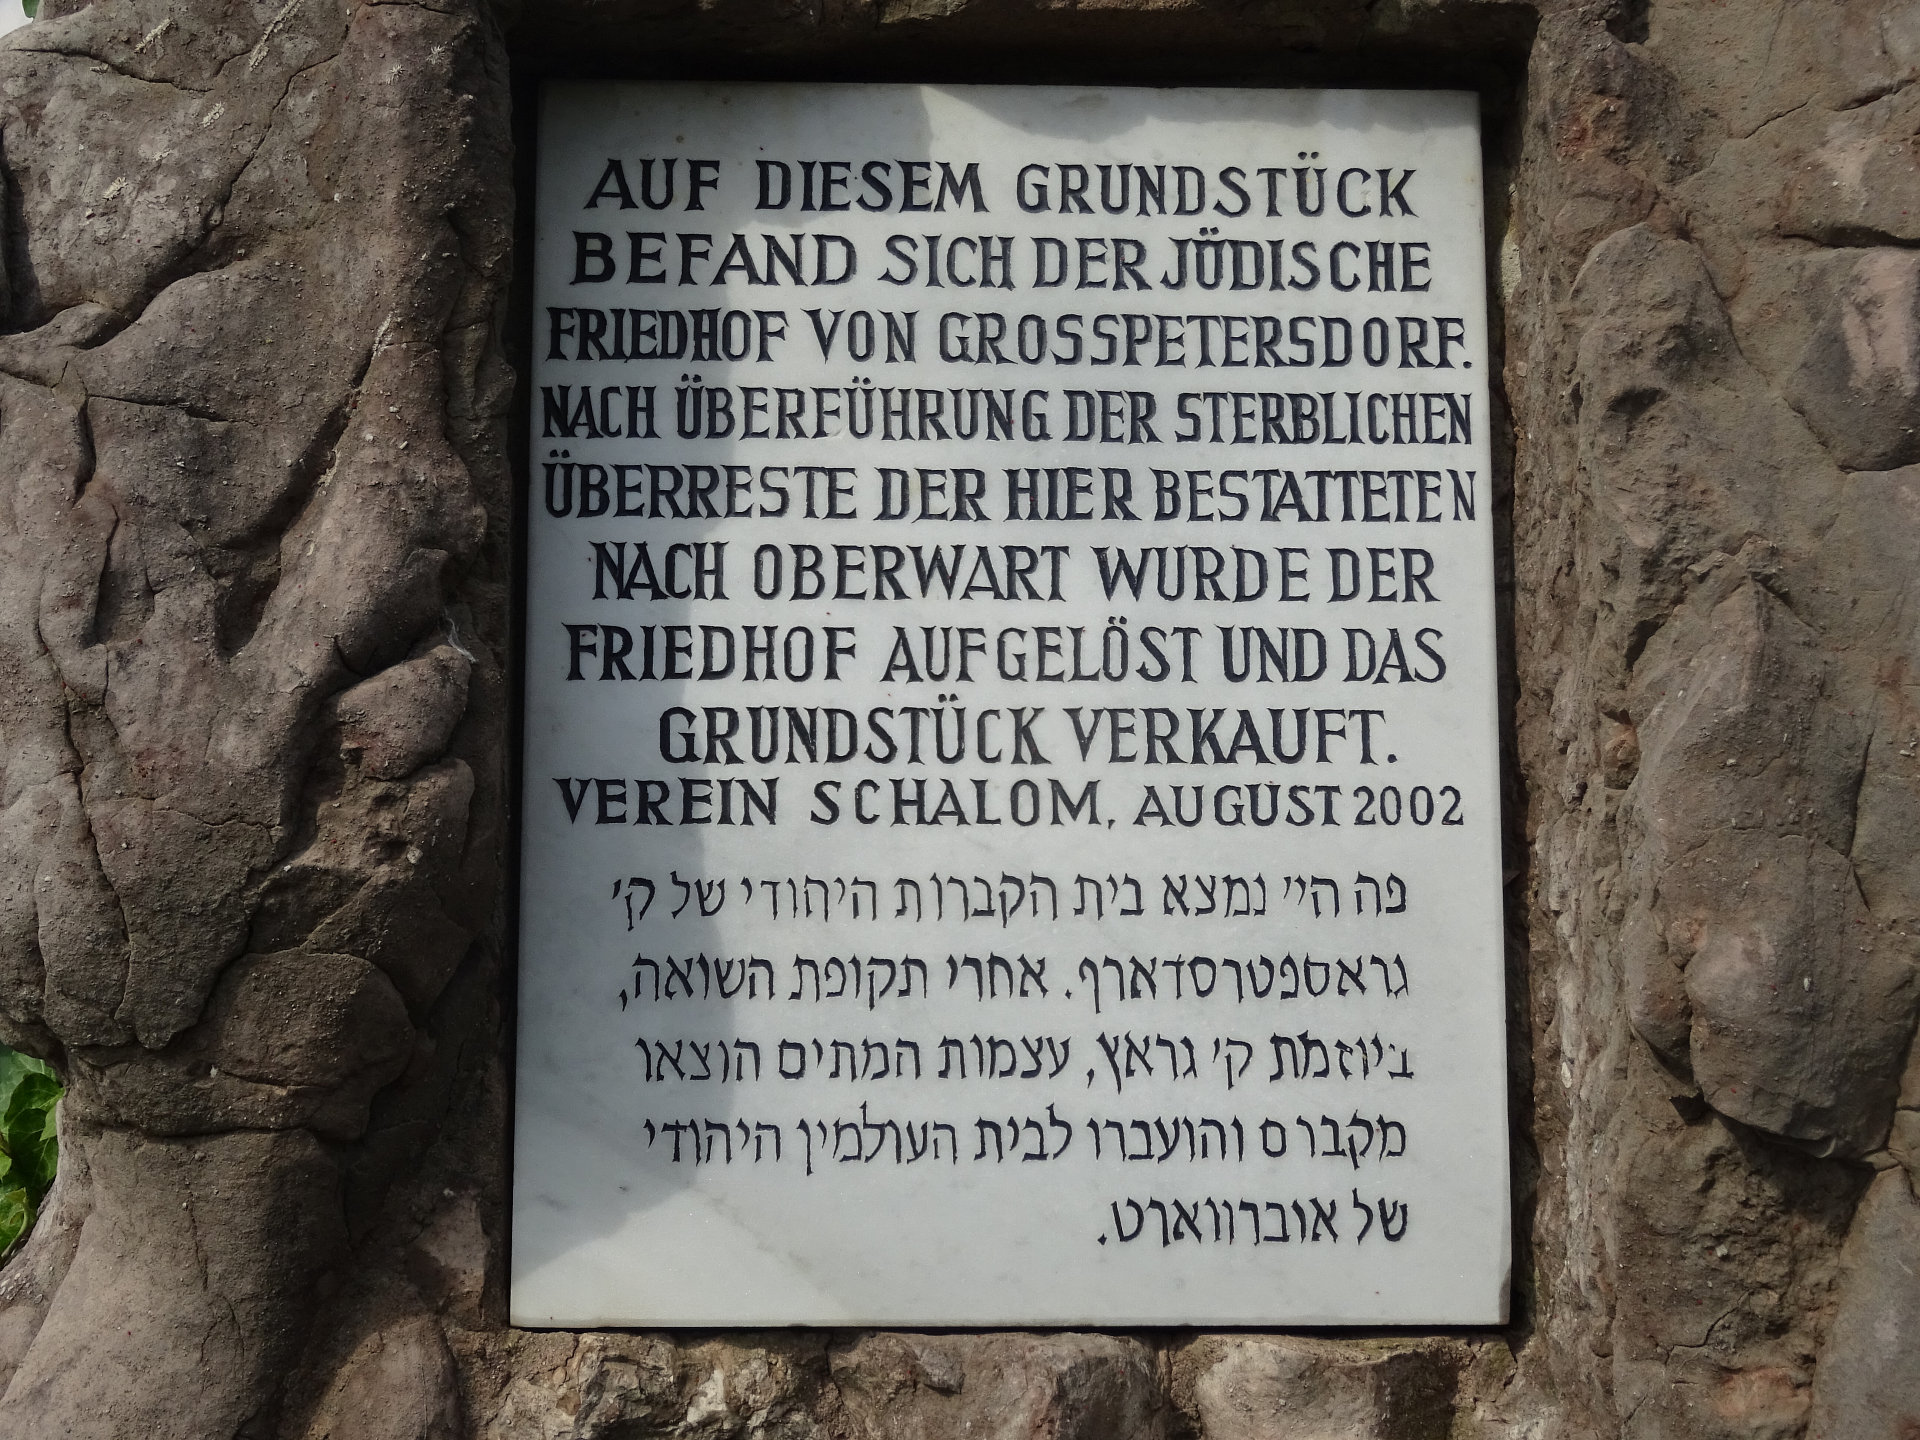 AUF DIESEM GRUNDSTÜCK
BEFAND SICH DER JÜDISCHE
FRIEDHOF VON GROSSPETERSDORF.
NACH ÜBERFÜHRUNG DER STERBLICHEN
ÜBERRESTE DER HIER BESTATTETEN
NACH OBERWART WURDE DER
FRIEDHOF AUFGELÖST UND DAS
GRUNDSTÜCK VERKAUFT.
VEREIN SCHALOM, AUGUST 2002
פה הי׳ נמצא בית הקברות היהודי של ק׳
גראספטרסדארף. אחרי תקופת השואה,
ביוזמת ק׳ גראץ, עצמות המתים הוצאו
מקברם והועברו לבית העולמין היהודי
של אוברווארט.